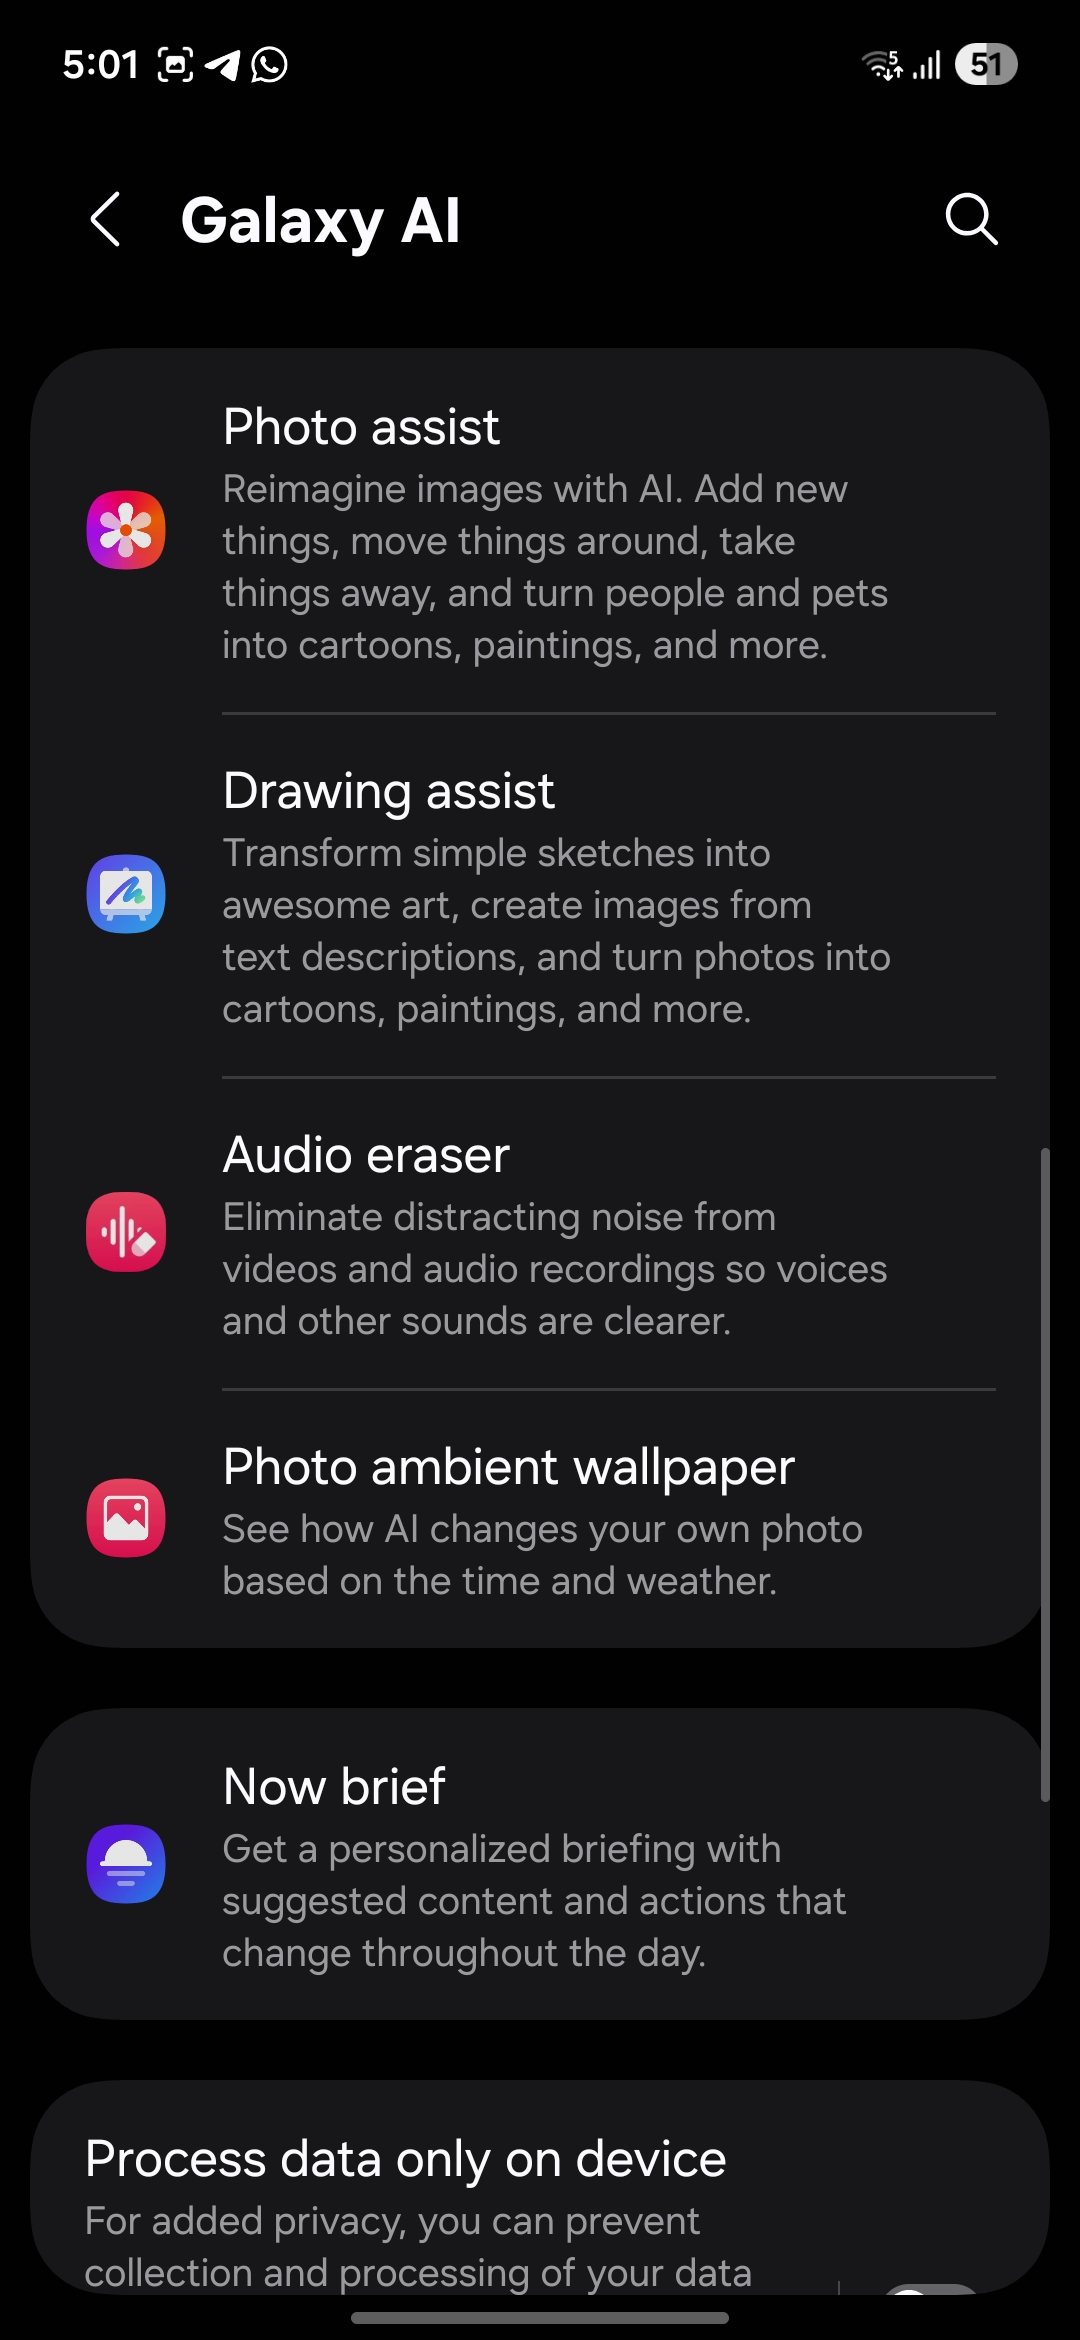 5:01
5
51
Galaxy AI
Photo assist
Reimagine images with AI. Add new
things, move things around, take
things away, and turn people and pets
into cartoons, paintings, and more.
Drawing assist
Transform simple sketches into
awesome art, create images from
text descriptions, and turn photos into
cartoons, paintings, and more.
Audio eraser
Eliminate distracting noise from
videos and audio recordings so voices
and other sounds are clearer.
Photo ambient wallpaper
See how AI changes your own photo
based on the time and weather.
Now brief
Get a personalized briefing with
suggested content and actions that
change throughout the day.
Process data only on device
For added privacy, you can prevent
collection and processing of your data